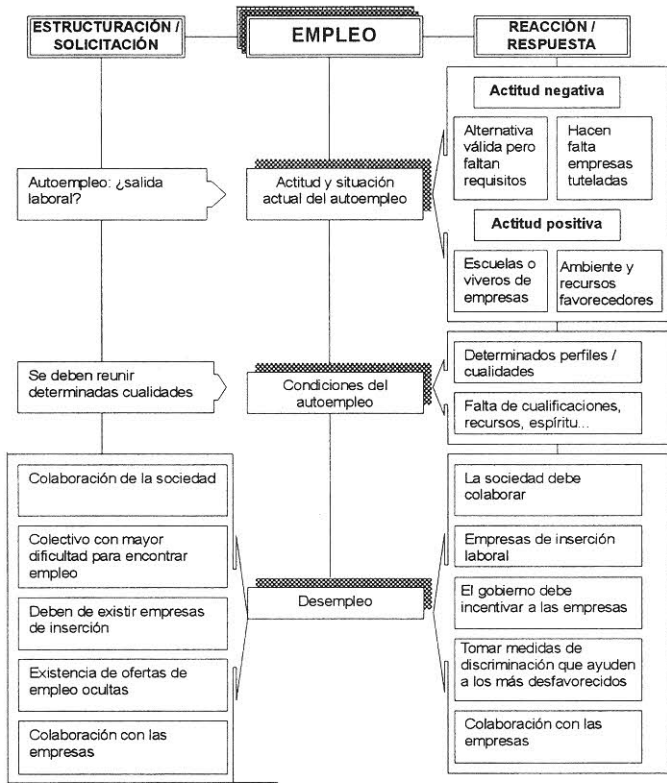 ESTRUCTURACIÓN /
SOLICITACIÓN
EMPLEO
REACCIÓN /
RESPUESTA
Actitud negativa
Alternativa
válida pero
faltan
requisitos
Hacen
falta
empresas
tuteladas
Autoempleo: ¿salida
laboral?
Actitud y situación
actual del autoempleo
Actitud positiva
Escuelas o
viveros de
empresas
Ambiente y
recursos
favorecedores
Se deben reunir
determinadas cualidades
Condiciones del
autoempleo
Determinados perfiles /
cualidades
Falta de cualificaciones,
recursos, espíritu...
Colaboración de la sociedad
Colectivo con mayor
dificultad para encontrar
empleo
Deben de existir empresas
de inserción
Existencia de ofertas de
empleo ocultas
Colaboración con las
empresas
Desempleo
La sociedad debe
colaborar
Empresas de inserción
laboral
El gobierno debe
incentivar a las empresas
Tomar medidas de
discriminación que ayuden
a los más desfavorecidos
Colaboración con las
empresas